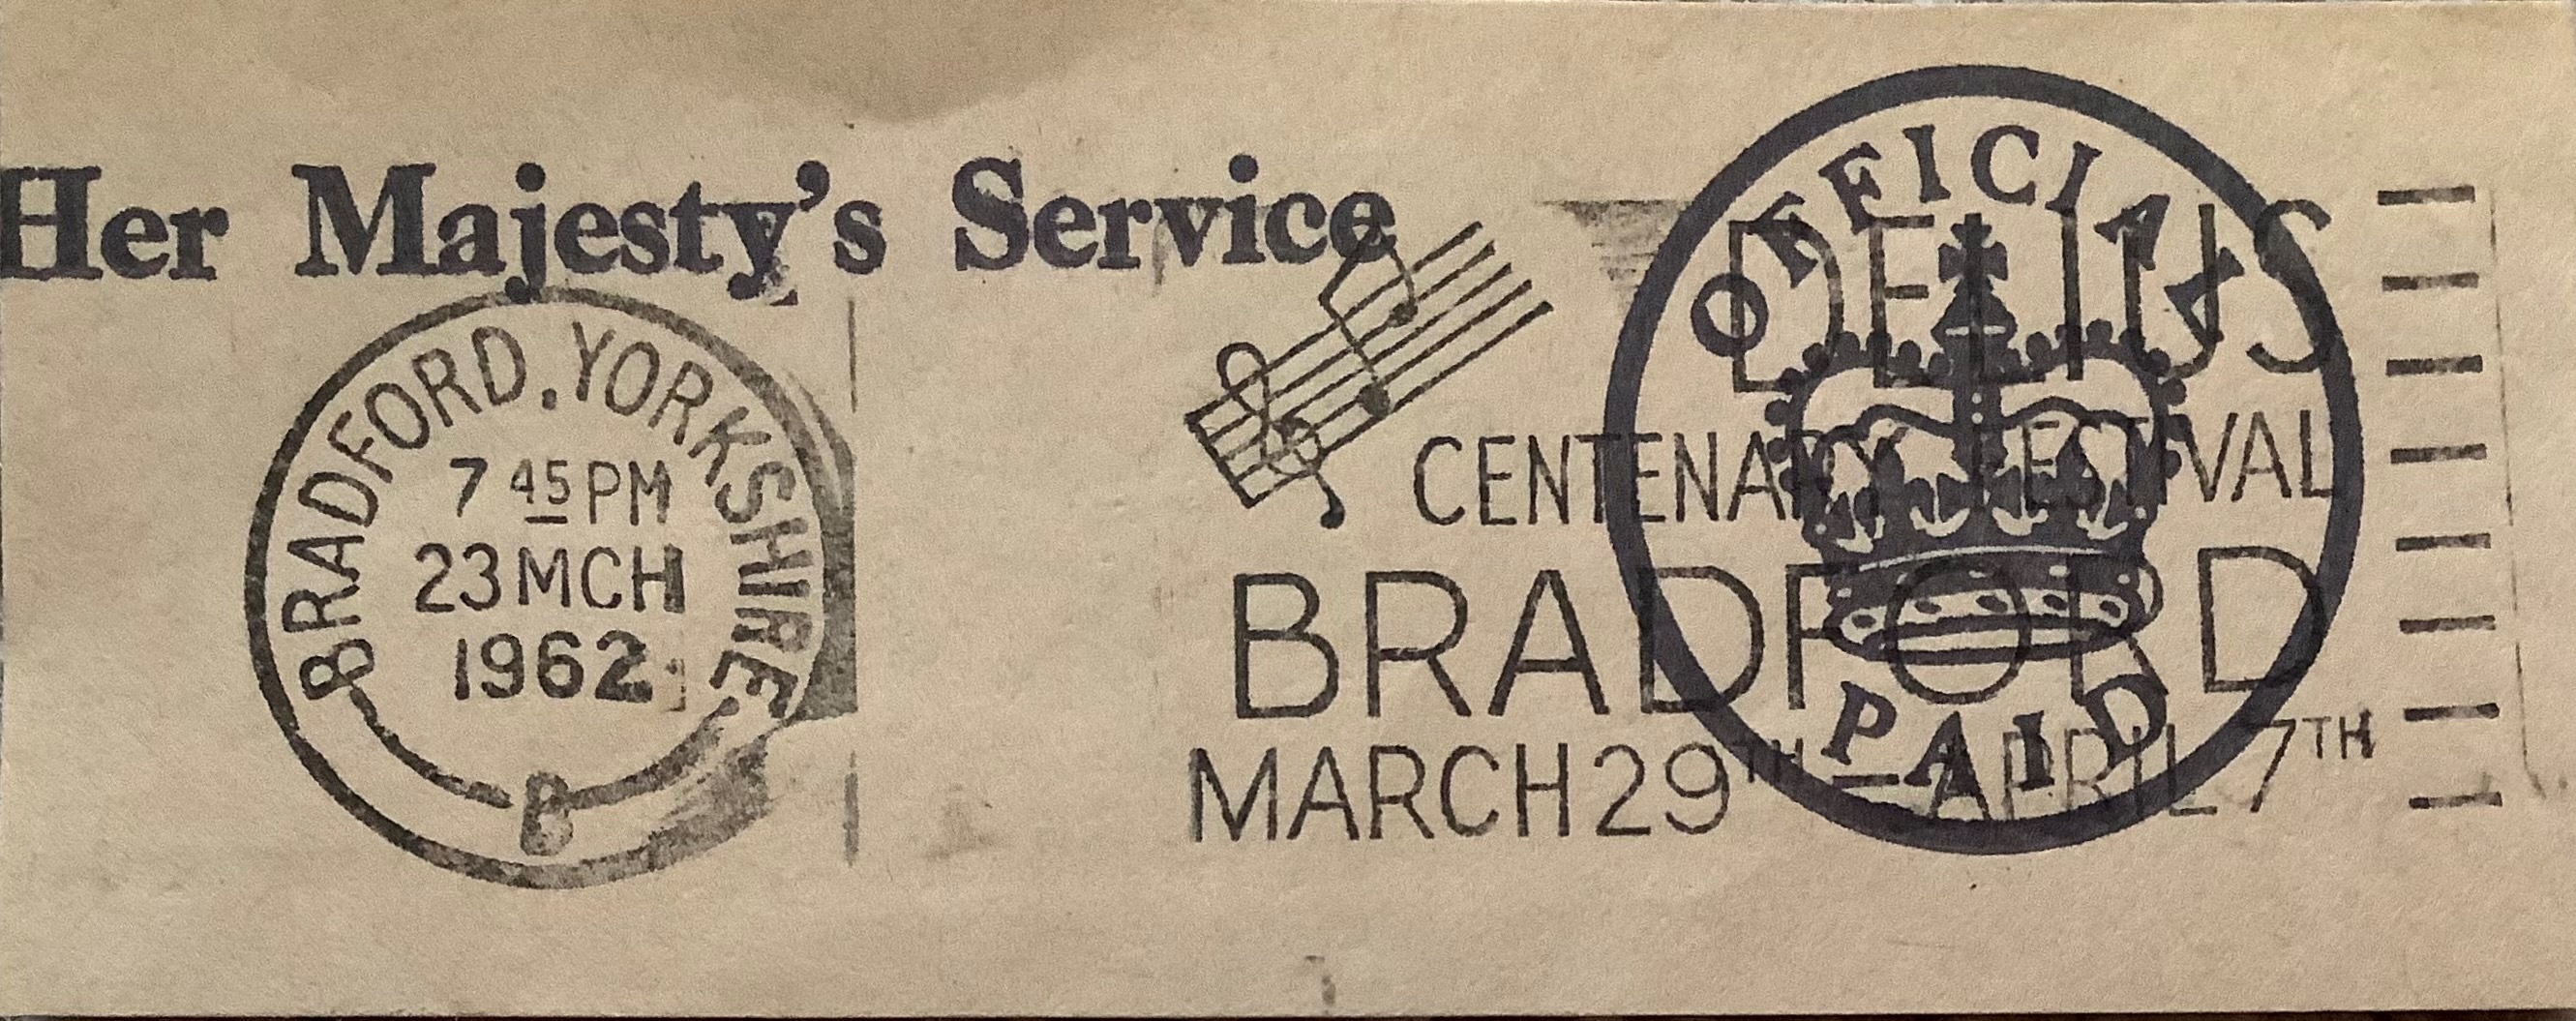 Her Majesty's Service
BRADFORD. YORKSHIRE
7 45 PM
23 MCH
1962
B
DELIUS
CENTENARY FESTIVAL
BRADFORD
MARCH 29TH — APRIL 7TH
OFFICIAL
PAID